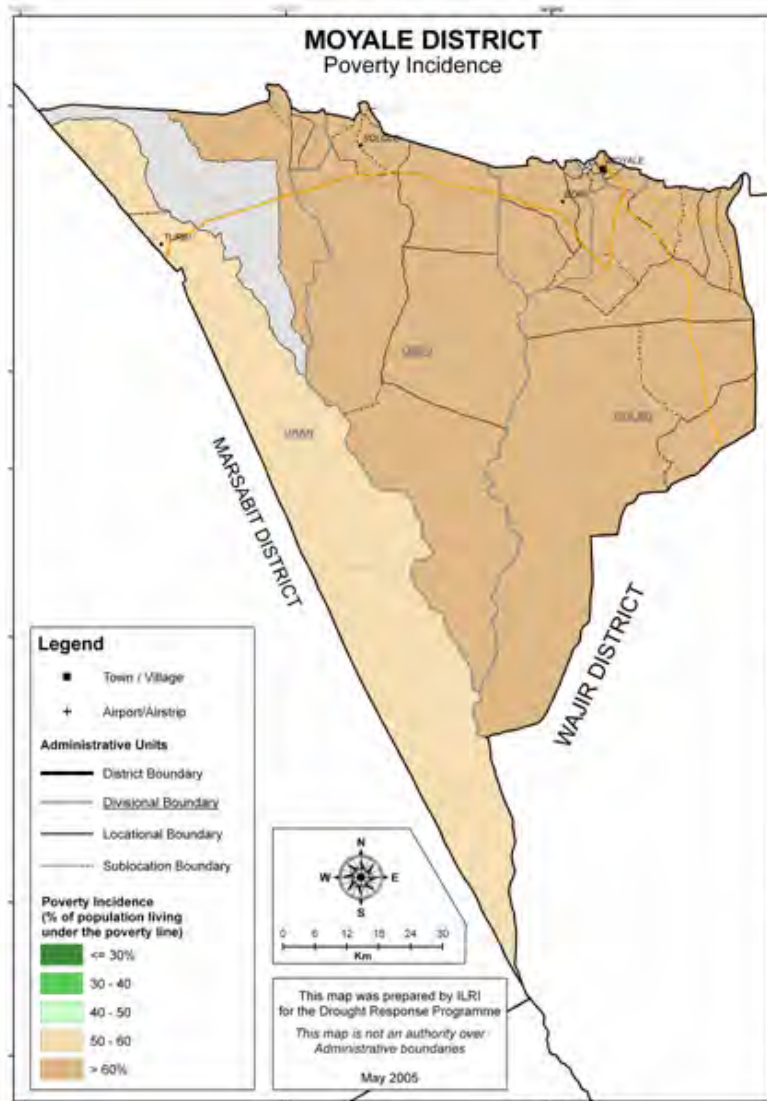 MOYALE DISTRICT
Poverty Incidence
MOYALE
TURBI
URAN
MARSABIT DISTRICT
WAJIR DISTRICT
Legend
Town / Village
Airport/Airstrip
Administrative Units
District Boundary
Divisional Boundary
Locational Boundary
Sublocation Boundary
Poverty Incidence
(% of population living
under the poverty line)
<= 30%
30 - 40
40 - 50
50 - 60
> 60%
N
W
E
S
0 6 12 18 24 30
Km
This map was prepared by ILRI
for the Drought Response Programme
This map is not an authority over
Administrative boundaries
May 2005